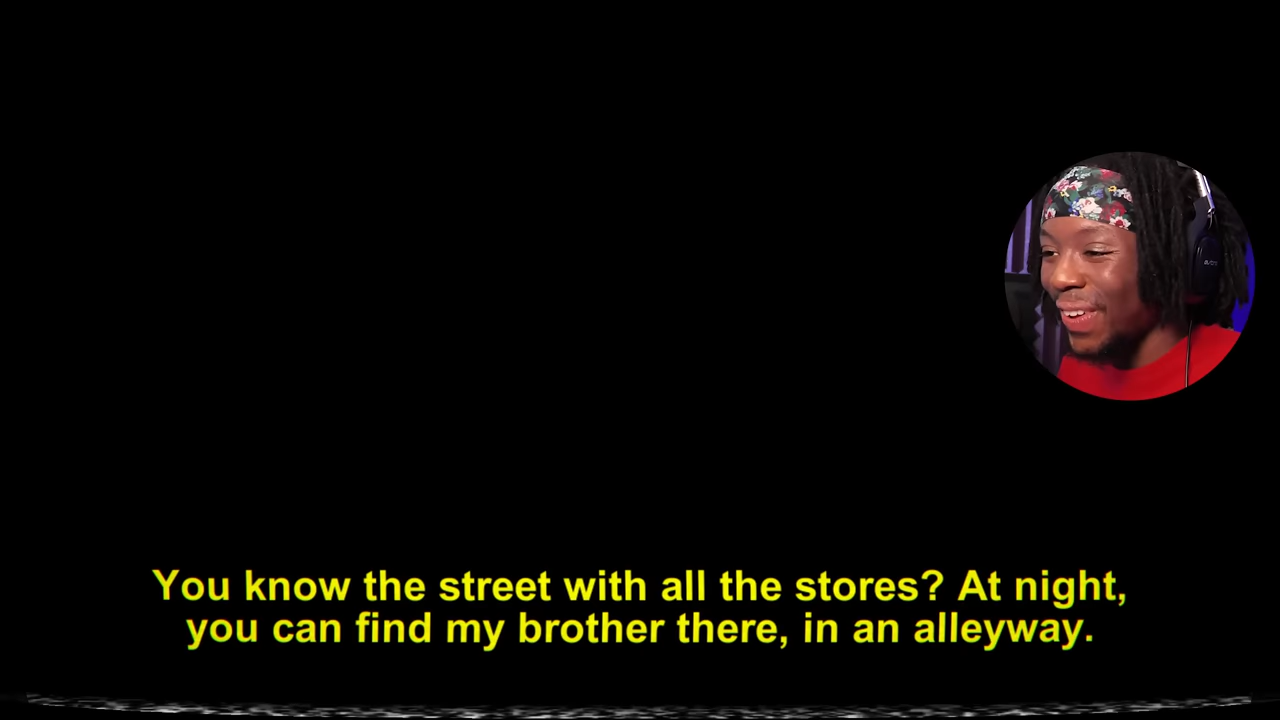 You know the street with all the stores? At night,
you can find my brother there, in an alleyway.